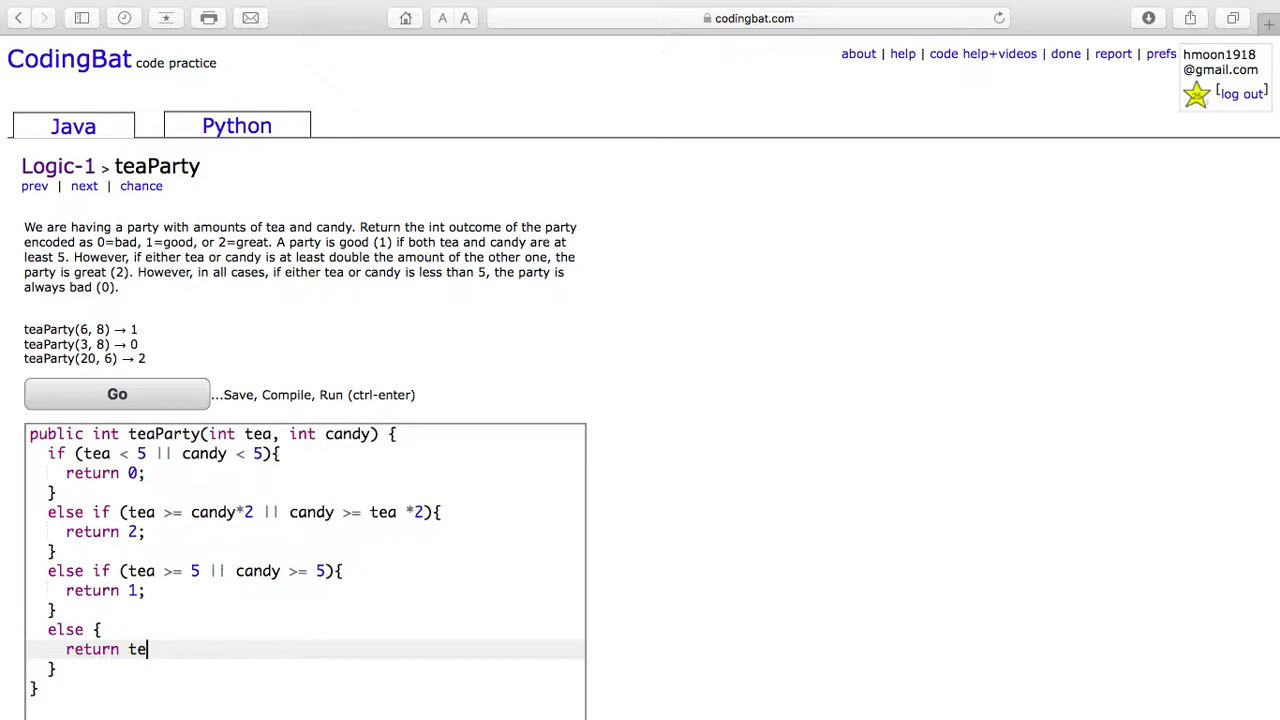 A A
codingbat.com
CodingBat code practice
about | help | code help+videos | done | report | prefs
hmoon1918
@gmail.com
[log out]
Java
Python
Logic-1 > teaParty
prev | next | chance
We are having a party with amounts of tea and candy. Return the int outcome of the party
encoded as 0=bad, 1=good, or 2=great. A party is good (1) if both tea and candy are at
least 5. However, if either tea or candy is at least double the amount of the other one, the
party is great (2). However, in all cases, if either tea or candy is less than 5, the party is
always bad (0).
teaParty(6, 8) → 1
teaParty(3, 8) → 0
teaParty(20, 6) → 2
Go ...Save, Compile, Run (ctrl-enter)
public int teaParty(int tea, int candy) {
if (tea < 5 || candy < 5){
return 0;
}
else if (tea >= candy*2 || candy >= tea *2){
return 2;
}
else if (tea >= 5 || candy >= 5){
return 1;
}
else {
return te
}
}